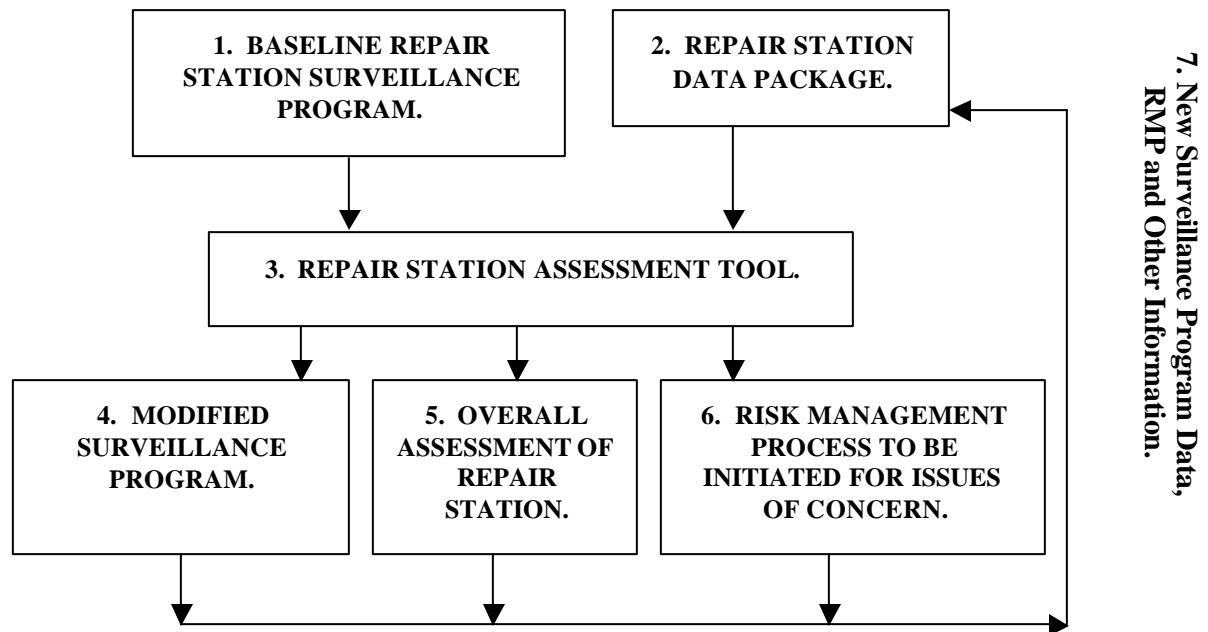 1. BASELINE REPAIR
STATION SURVEILLANCE
PROGRAM.
2. REPAIR STATION
DATA PACKAGE.
3. REPAIR STATION ASSESSMENT TOOL.
4. MODIFIED
SURVEILLANCE
PROGRAM.
5. OVERALL
ASSESSMENT OF
REPAIR
STATION.
6. RISK MANAGEMENT
PROCESS TO BE
INITIATED FOR ISSUES
OF CONCERN.
7. New Surveillance Program Data,
RMP and Other Information.